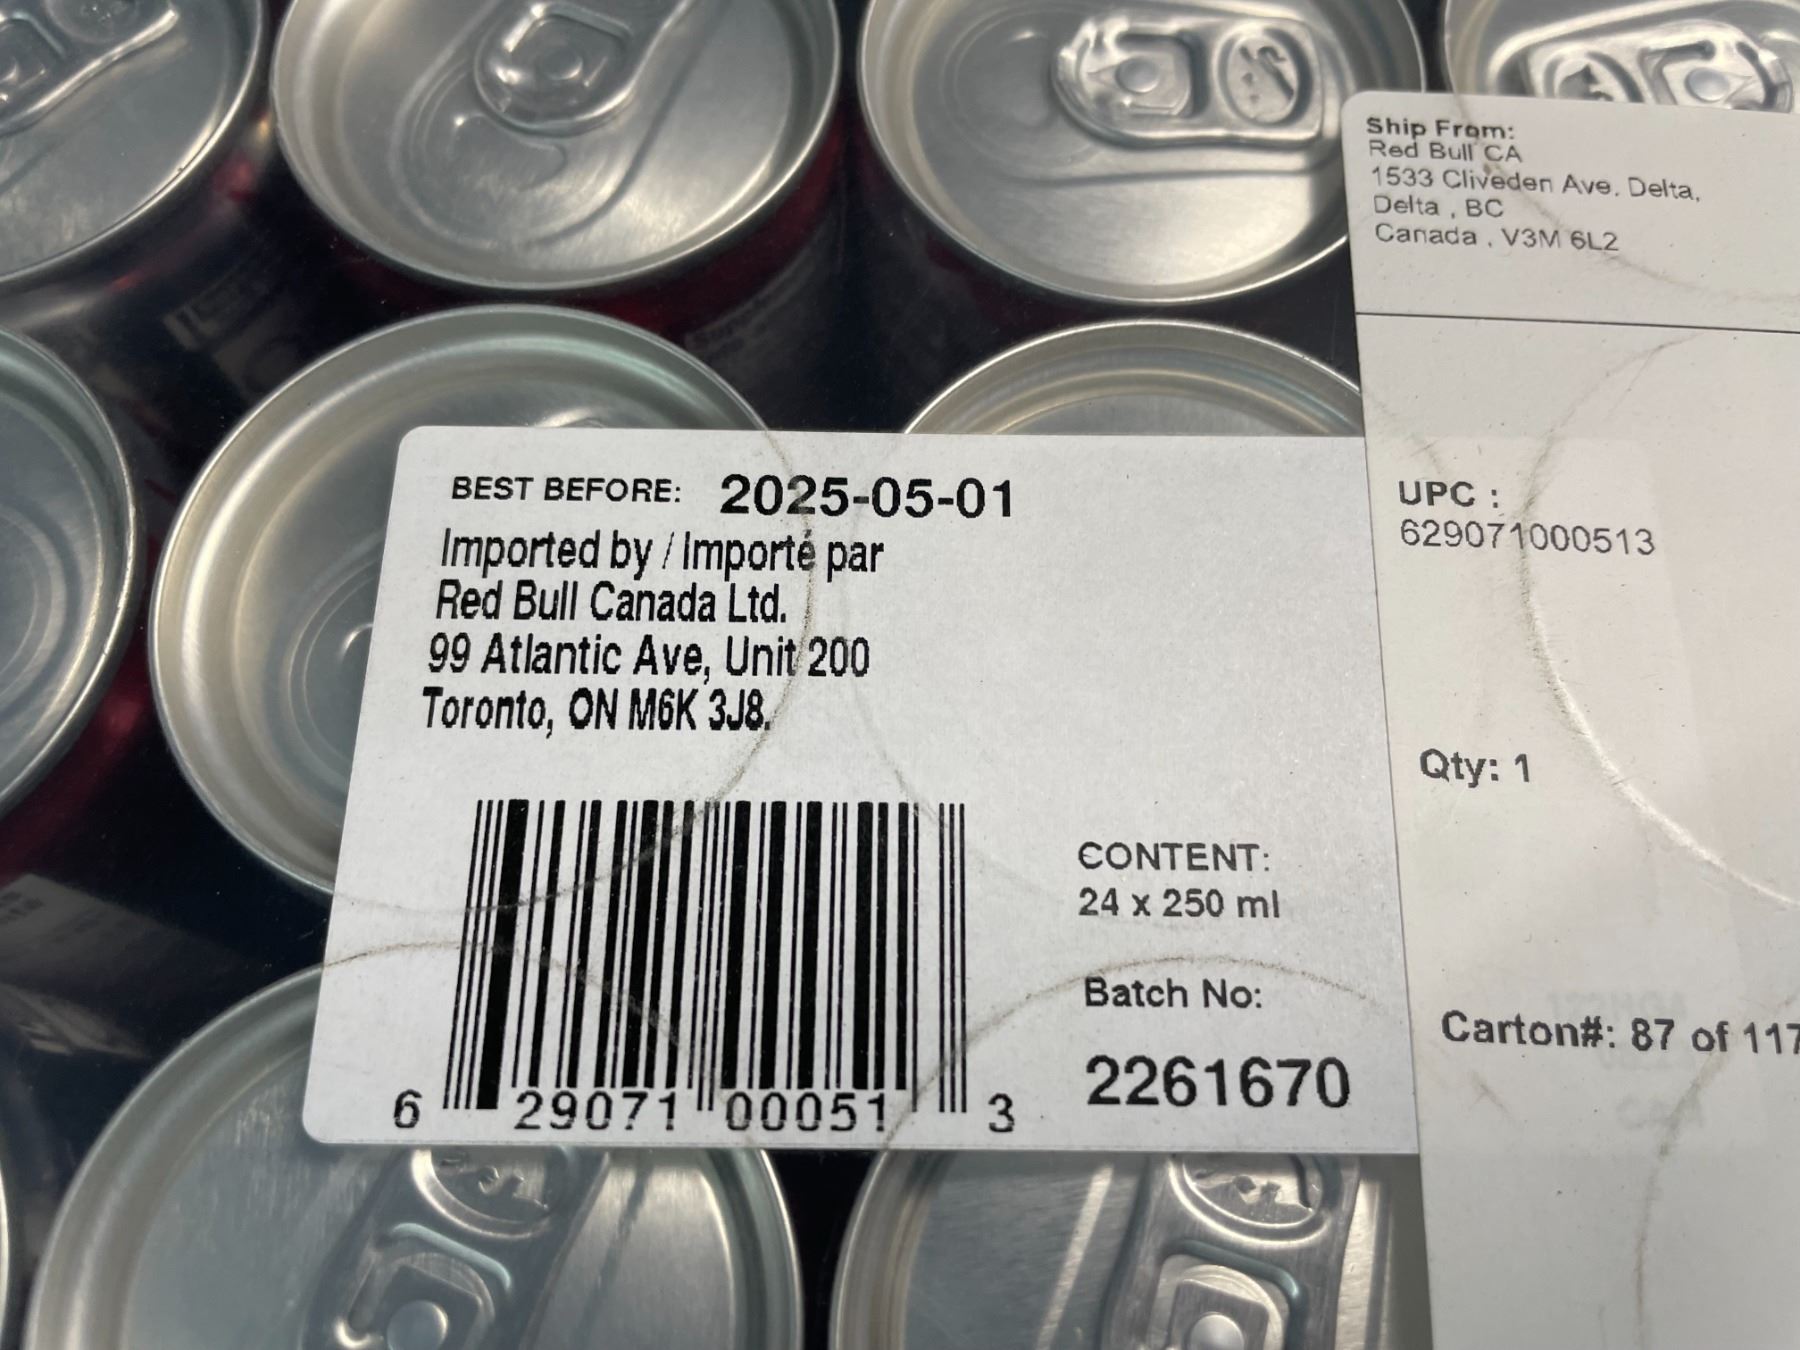 Ship From:
Red Bull CA
1533 Cliveden Ave. Delta,
Delta , BC
Canada , V3M 6L2
BEST BEFORE: 2025-05-01
Imported by / Importé par
Red Bull Canada Ltd.
99 Atlantic Ave, Unit 200
Toronto, ON M6K 3J8.
UPC :
629071000513
Qty: 1
CONTENT:
24 x 250 ml
Batch No:
2261670
Carton#: 87 of 117
6 29071 00051 3